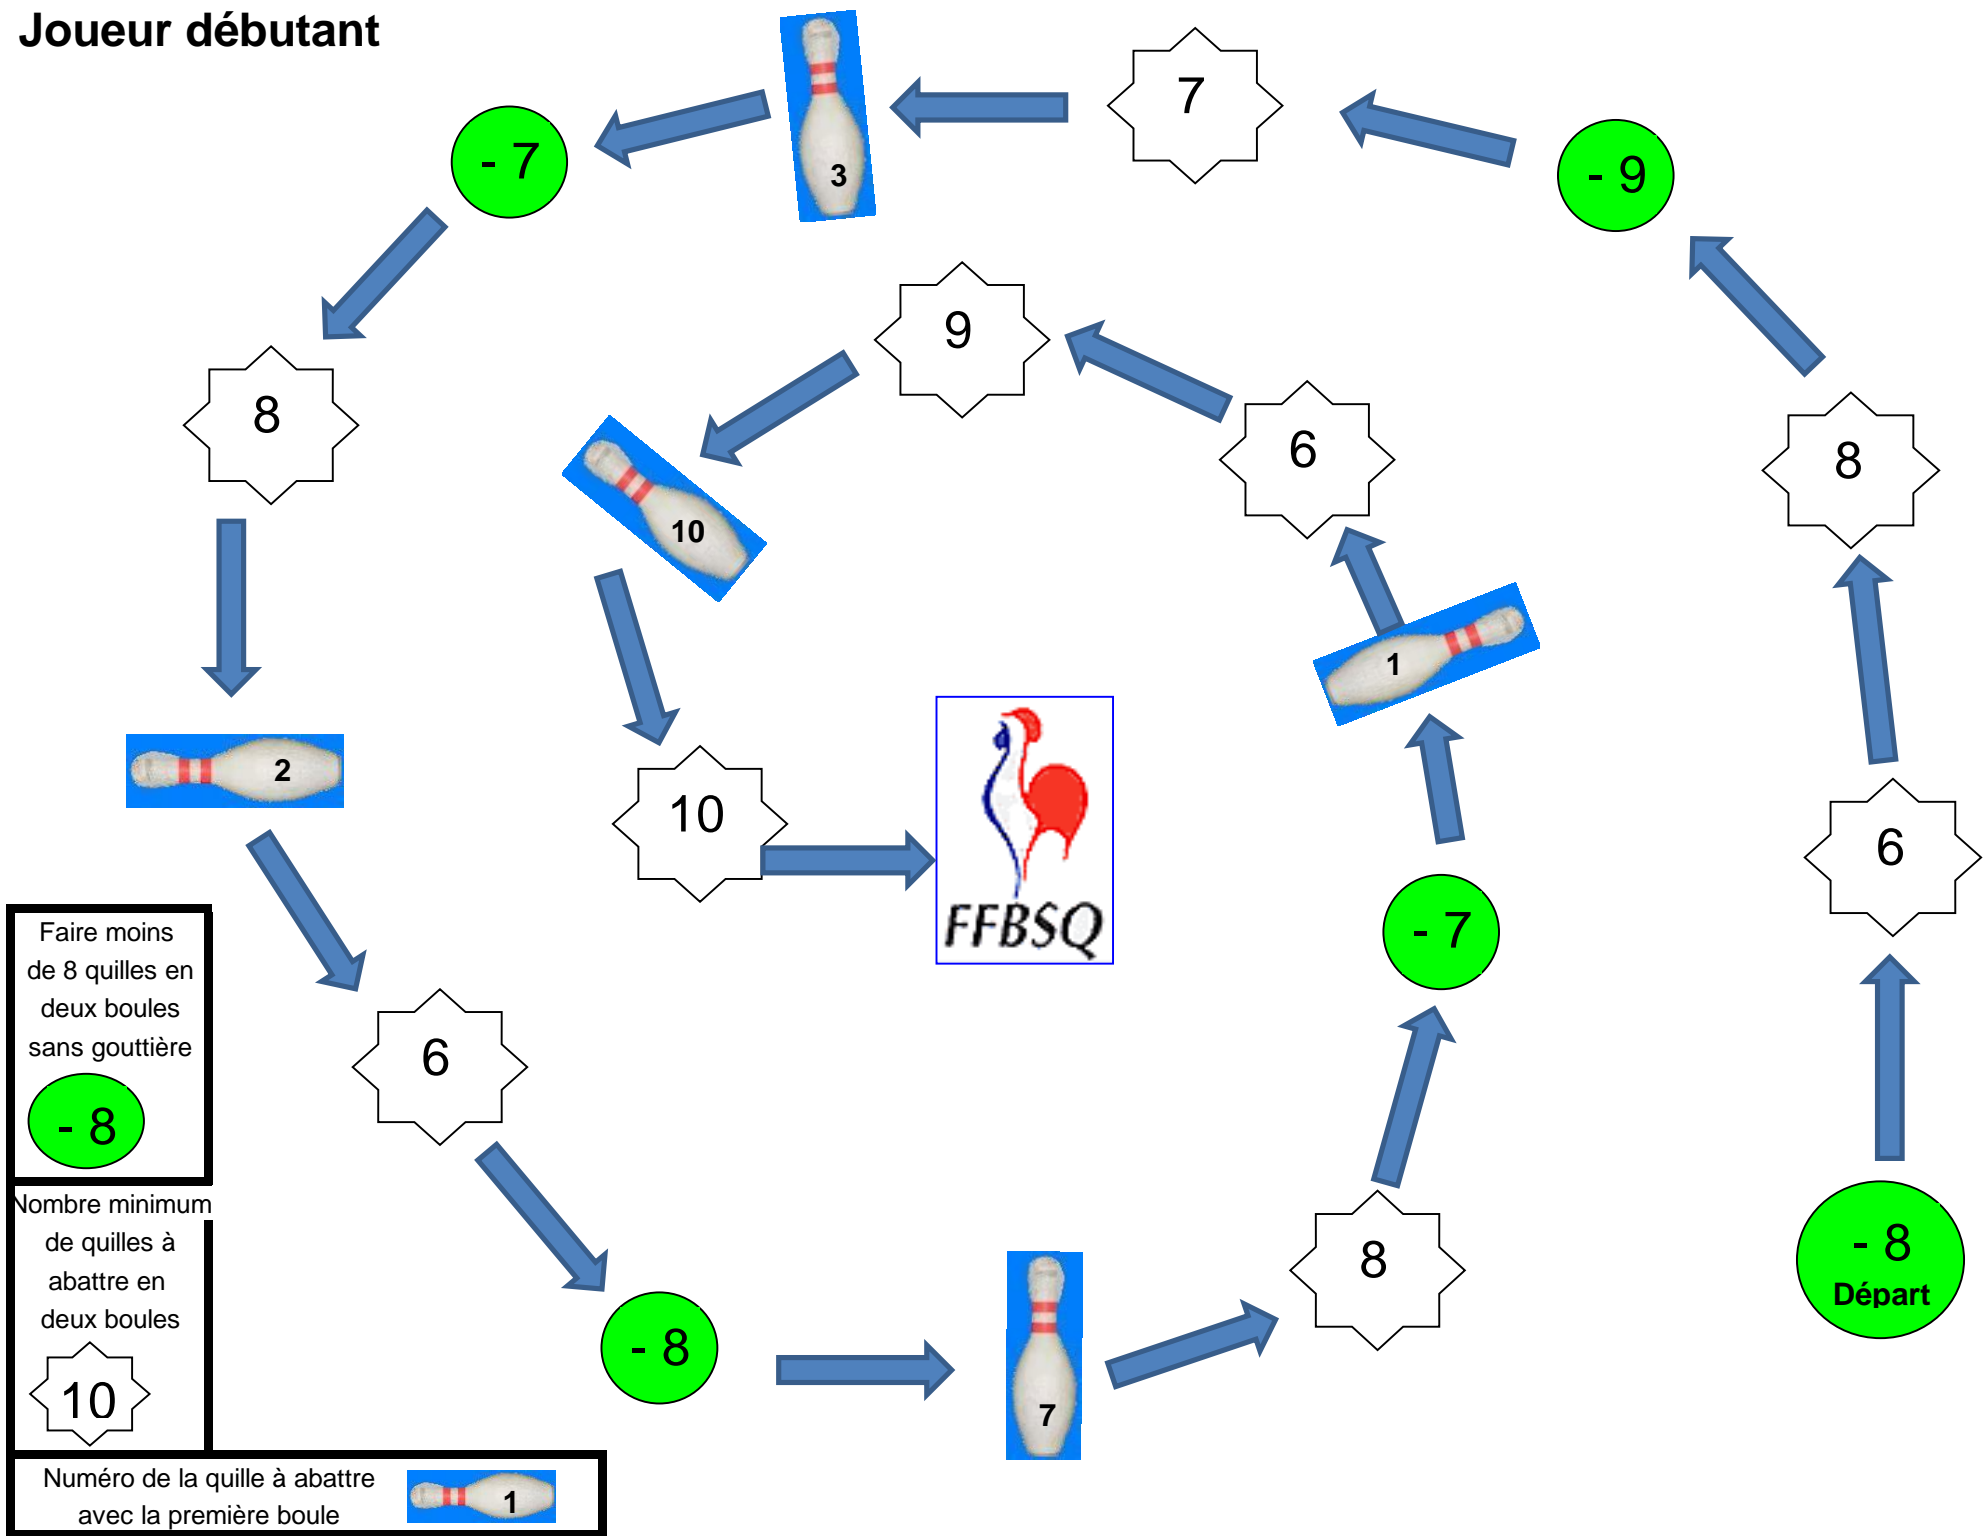 Joueur débutant
3
7
- 7
- 9
9
8
6
8
10
1
2
10
6
FFBSQ
- 7
6
8
- 8
Départ
- 8
7
Faire moins
de 8 quilles en
deux boules
sans gouttière
- 8
Nombre minimum
de quilles à
abattre en
deux boules
10
Numéro de la quille à abattre
avec la première boule
1